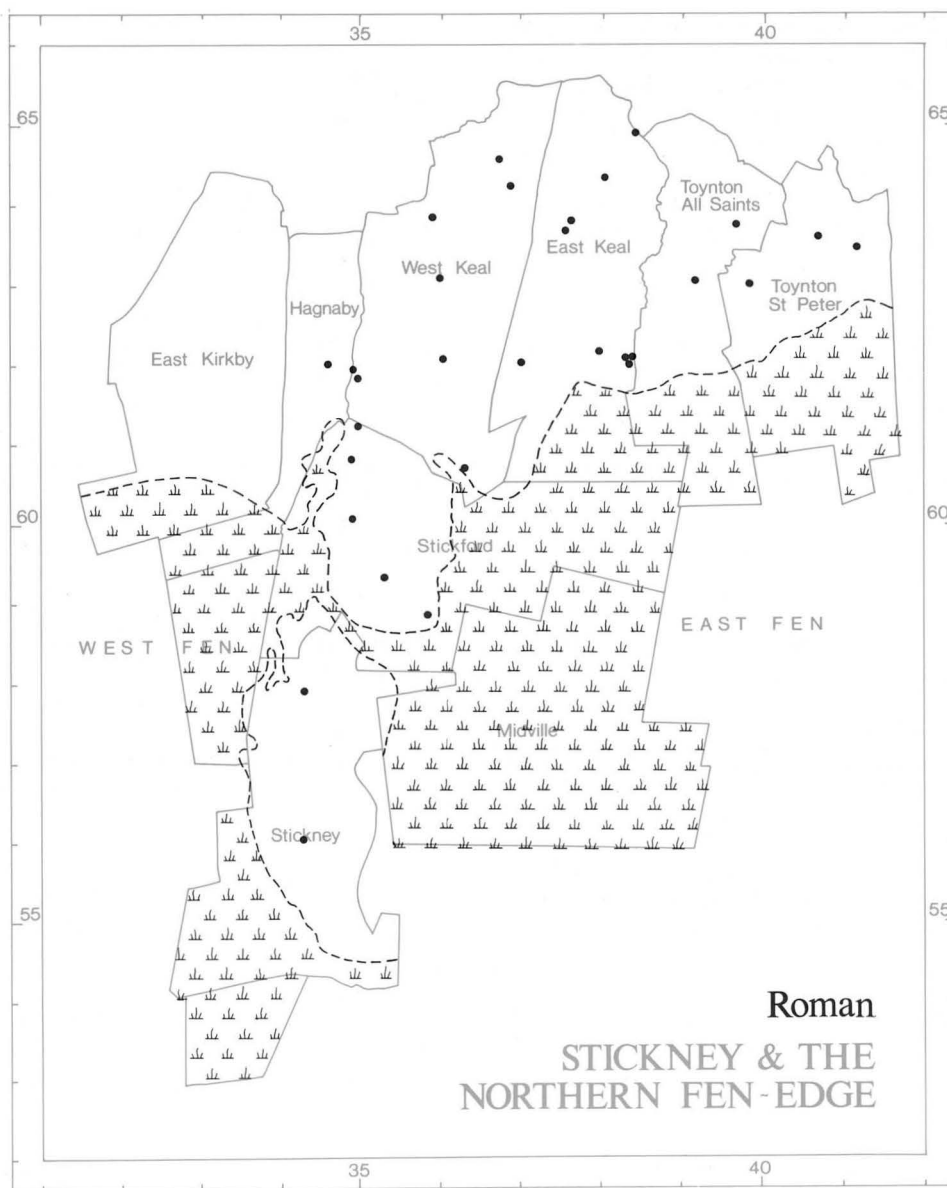 35
40
65
65
Toynton
All Saints
West Keal
East Keal
Toynton
St Peter
Hagnaby
East Kirkby
60
60
Stickford
WEST FEN
EAST FEN
Midville
Stickney
55
55
Roman
STICKNEY & THE
NORTHERN FEN-EDGE
35
40